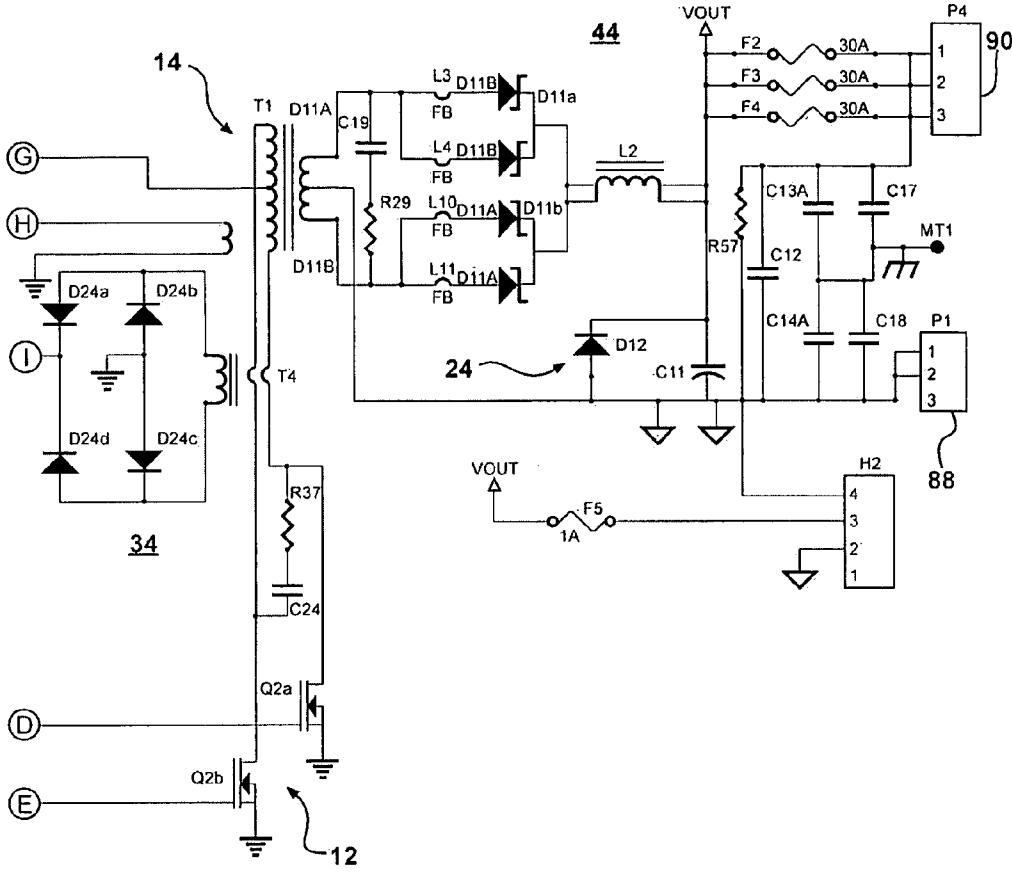 VOUT
44
P4
90
F2
30A
1
F3
30A
2
F4
30A
3
14
T1
D11A
C19
L3
D11B
D11a
FB
L4
D11B
FB
L2
G
R29
L10
D11A
D11b
FB
C13A
C17
H
D11B
L11
D11A
FB
R57
C12
MT1
D24a
D24b
I
T4
24
D12
C11
C14A
C18
P1
1
2
3
88
D24d
D24c
34
R37
C24
VOUT
F5
1A
H2
4
3
2
1
D
Q2a
E
Q2b
12